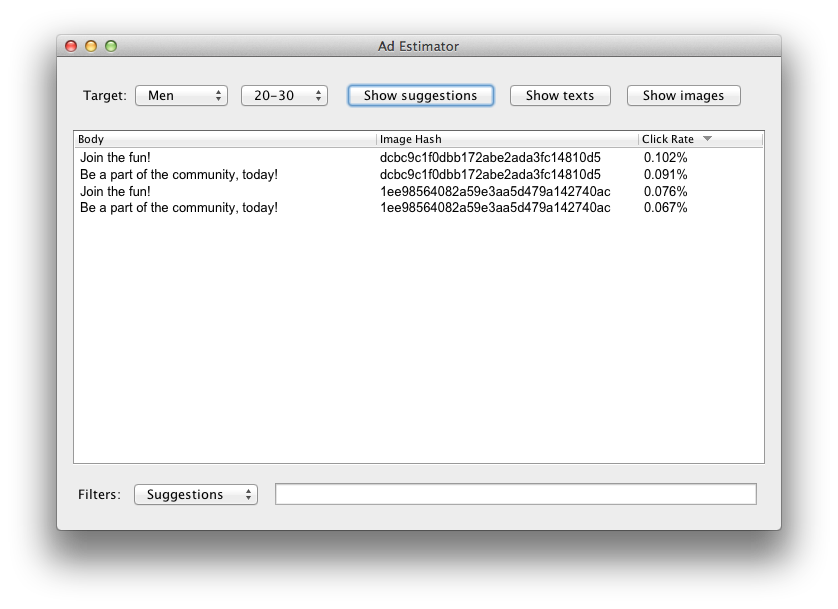 Ad Estimator
Target: Men 20-30 Show suggestions Show texts Show images
Body Image Hash Click Rate
Join the fun! dcbc9c1f0dbb172abe2ada3fc14810d5 0.102%
Be a part of the community, today! dcbc9c1f0dbb172abe2ada3fc14810d5 0.091%
Join the fun! 1ee98564082a59e3aa5d479a142740ac 0.076%
Be a part of the community, today! 1ee98564082a59e3aa5d479a142740ac 0.067%
Filters: Suggestions